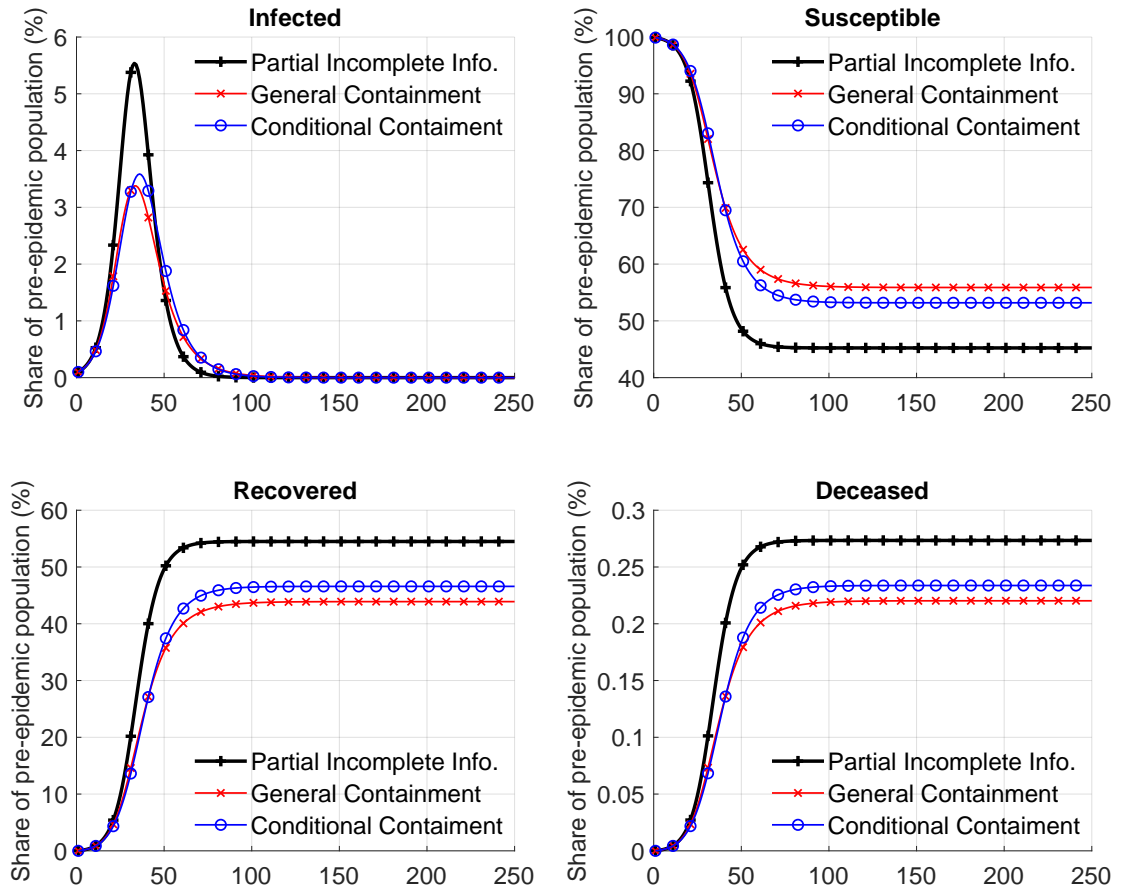 Infected
Share of pre-epidemic population (%)
6
5
4
3
2
1
0
Partial Incomplete Info.
General Containment
Conditional Contaiment
0 50 100 150 200 250
Susceptible
Share of pre-epidemic population (%)
100
90
80
70
60
50
40
Partial Incomplete Info.
General Containment
Conditional Contaiment
0 50 100 150 200 250
Recovered
Share of pre-epidemic population (%)
60
50
40
30
20
10
0
Partial Incomplete Info.
General Containment
Conditional Contaiment
0 50 100 150 200 250
Deceased
Share of pre-epidemic population (%)
0.3
0.25
0.2
0.15
0.1
0.05
0
Partial Incomplete Info.
General Containment
Conditional Contaiment
0 50 100 150 200 250